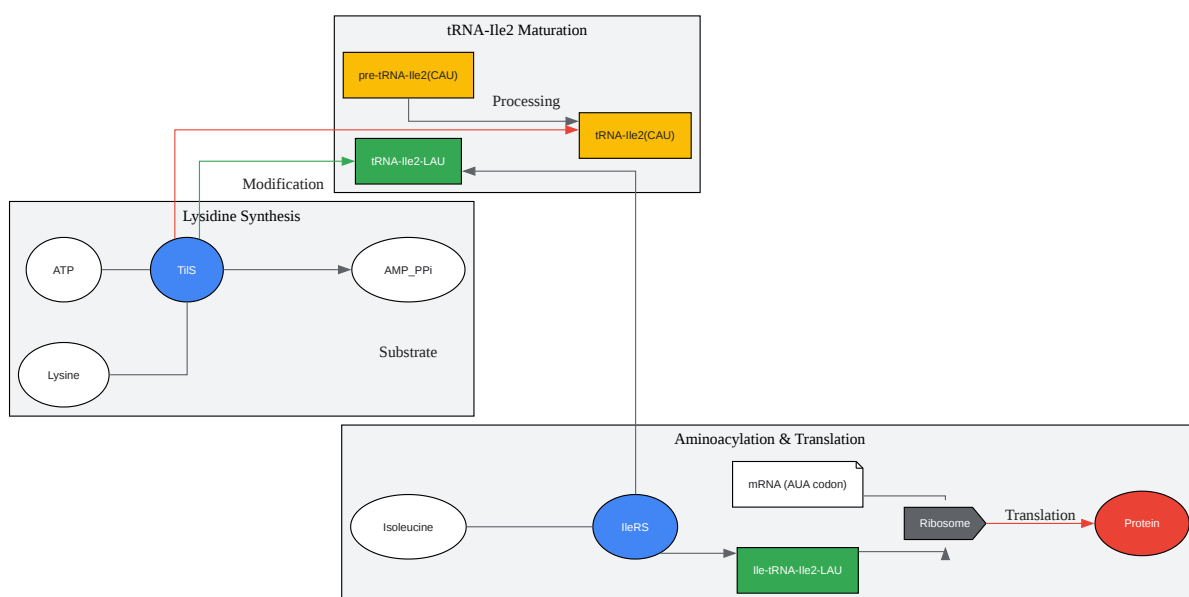 tRNA-Ile2 Maturation
pre-tRNA-Ile2(CAU)
Processing
tRNA-Ile2(CAU)
tRNA-Ile2-LAU
Modification
Lysidine Synthesis
ATP
TilS
AMP_PPi
Substrate
Lysine
Aminoacylation & Translation
mRNA (AUA codon)
Isoleucine
IleRS
Ribosome
Translation
Protein
Ile-tRNA-Ile2-LAU